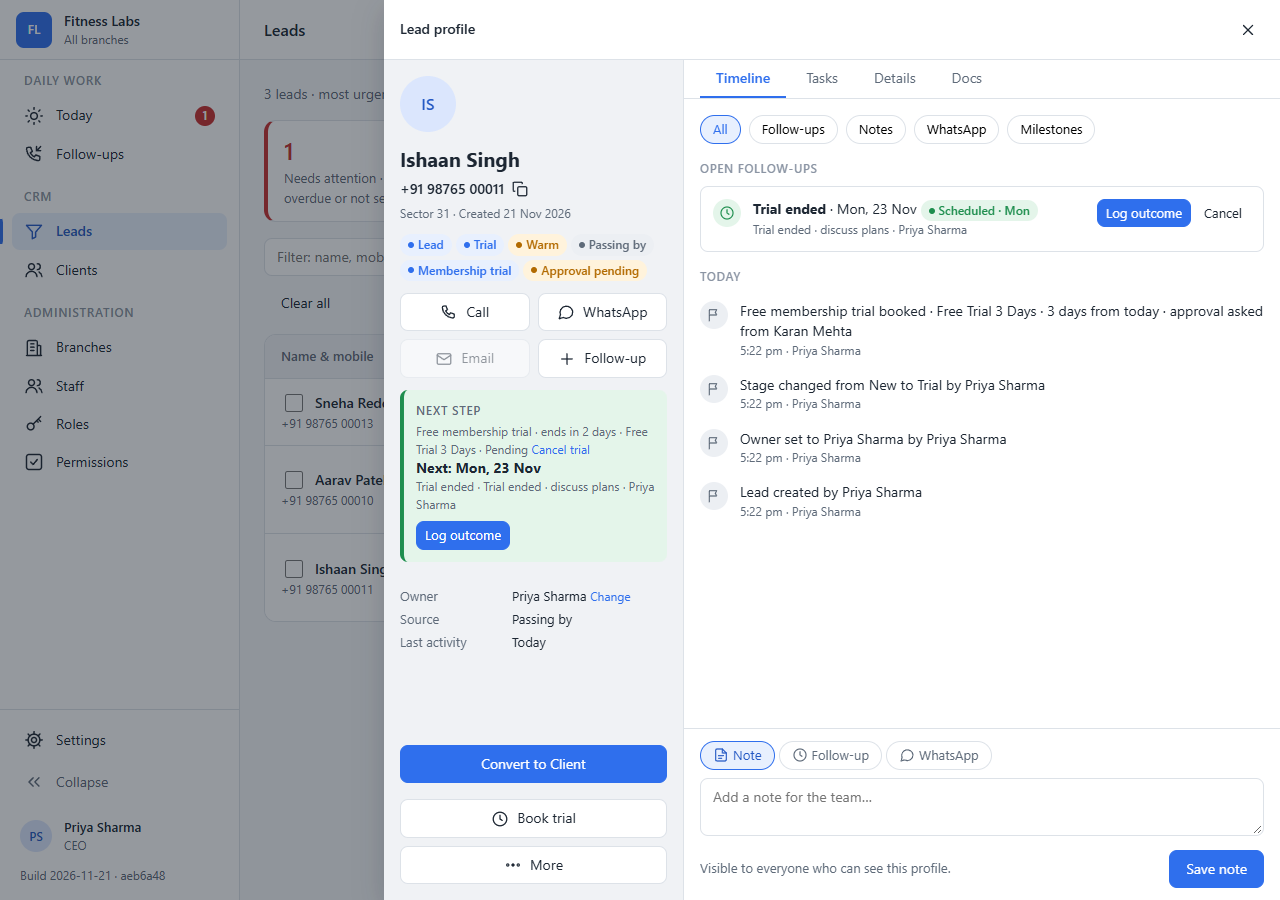 FL
Fitness Labs
All branches
DAILY WORK
Today
1
Follow-ups
CRM
Leads
Clients
ADMINISTRATION
Branches
Staff
Roles
Permissions
Settings
Collapse
PS
Priya Sharma
CEO
Build 2026-11-21 · aeb6a48
Leads
3 leads · most
1
Needs attention ·
overdue or not
Filter: name,
Clear all
Name & mobile
Sneha
+91 98765 00013
Aarav
+91 98765 00010
Ishaan
+91 98765 00011
Lead profile
IS
Ishaan Singh
+91 98765 00011
Sector 31 · Created 21 Nov 2026
Lead
Trial
Warm
Passing by
Membership trial
Approval pending
Call
WhatsApp
Email
Follow-up
NEXT STEP
Free membership trial · ends in 2 days · Free
Trial 3 Days · Pending Cancel trial
Next: Mon, 23 Nov
Trial ended · Trial ended · discuss plans · Priya
Sharma
Log outcome
Owner Priya Sharma Change
Source Passing by
Last activity Today
Convert to Client
Book trial
More
Timeline
Tasks
Details
Docs
All
Follow-ups
Notes
WhatsApp
Milestones
OPEN FOLLOW-UPS
Trial ended · Mon, 23 Nov Scheduled · Mon
Trial ended · discuss plans · Priya Sharma
Log outcome
Cancel
TODAY
Free membership trial booked · Free Trial 3 Days · 3 days from today · approval asked
from Karan Mehta
5:22 pm · Priya Sharma
Stage changed from New to Trial by Priya Sharma
5:22 pm · Priya Sharma
Owner set to Priya Sharma by Priya Sharma
5:22 pm · Priya Sharma
Lead created by Priya Sharma
5:22 pm · Priya Sharma
Note
Follow-up
WhatsApp
Add a note for the team...
Visible to everyone who can see this profile.
Save note